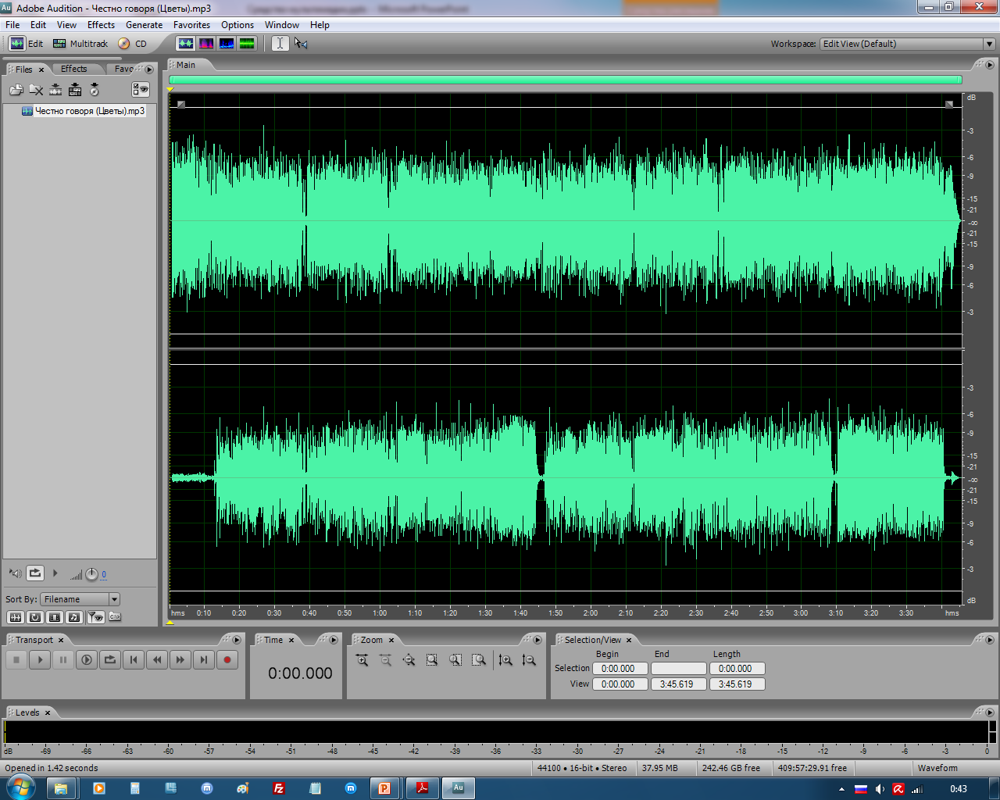 Adobe Audition - Честно говоря (Цветы).mp3
File Edit View Effects Generate Favorites Options Window Help
Edit Multitrack CD Workspace: Edit View (Default)
Files Effects Favo Main
Честно говоря (Цветы).mp3
dB
-3
-6
-9
-15
-21
-∞
-21
-15
-9
-6
-3
-3
-6
-9
-15
-21
-∞
-21
-15
-9
-6
-3
dB
0
Sort By: Filename
hms 0:10 0:20 0:30 0:40 0:50 1:00 1:10 1:20 1:30 1:40 1:50 2:00 2:10 2:20 2:30 2:40 2:50 3:00 3:10 3:20 3:30 hms
Transport Time Zoom Selection/View
Begin End Length
Selection 0:00.000 0:00.000
View 0:00.000 3:45.619 3:45.619
0:00.000
Levels
dB -69 -66 -63 -60 -57 -54 -51 -48 -45 -42 -39 -36 -33 -30 -27 -24 -21 -18 -15 -12 -9 -6 -3 0
Opened in 1.42 seconds 44100 • 16-bit • Stereo 37.95 MB 242.46 GB free 409:57:29.91 free Waveform
0:43